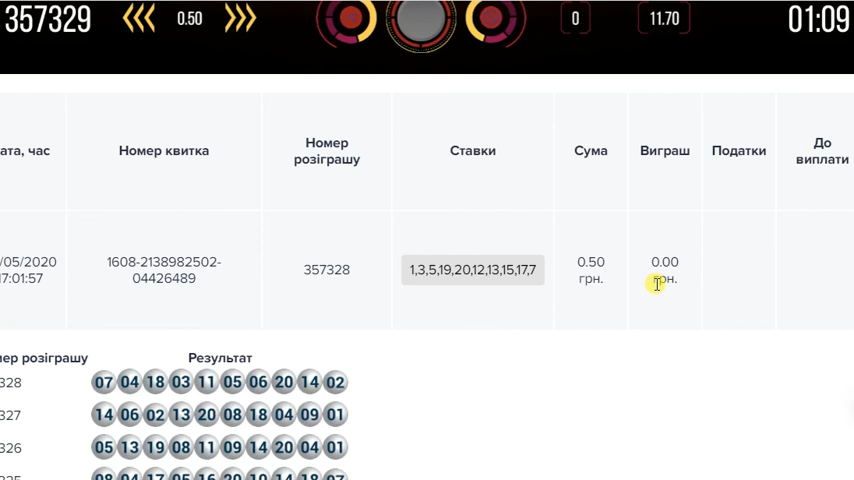 357329 0.50 0 11.70 01:09
ата, час Номер квитка Номер розіграшу Ставки Сума Виграш Податки До виплати
/05/2020 17:01:57 1608-2138982502-04426489 357328 1,3,5,19,20,12,13,15,17,7 0.50 грн. 0.00 грн.
мер розіграшу Результат
328 07 04 18 03 11 05 06 20 14 02
327 14 06 02 13 20 08 18 04 09 01
326 05 13 19 08 11 09 14 20 04 01